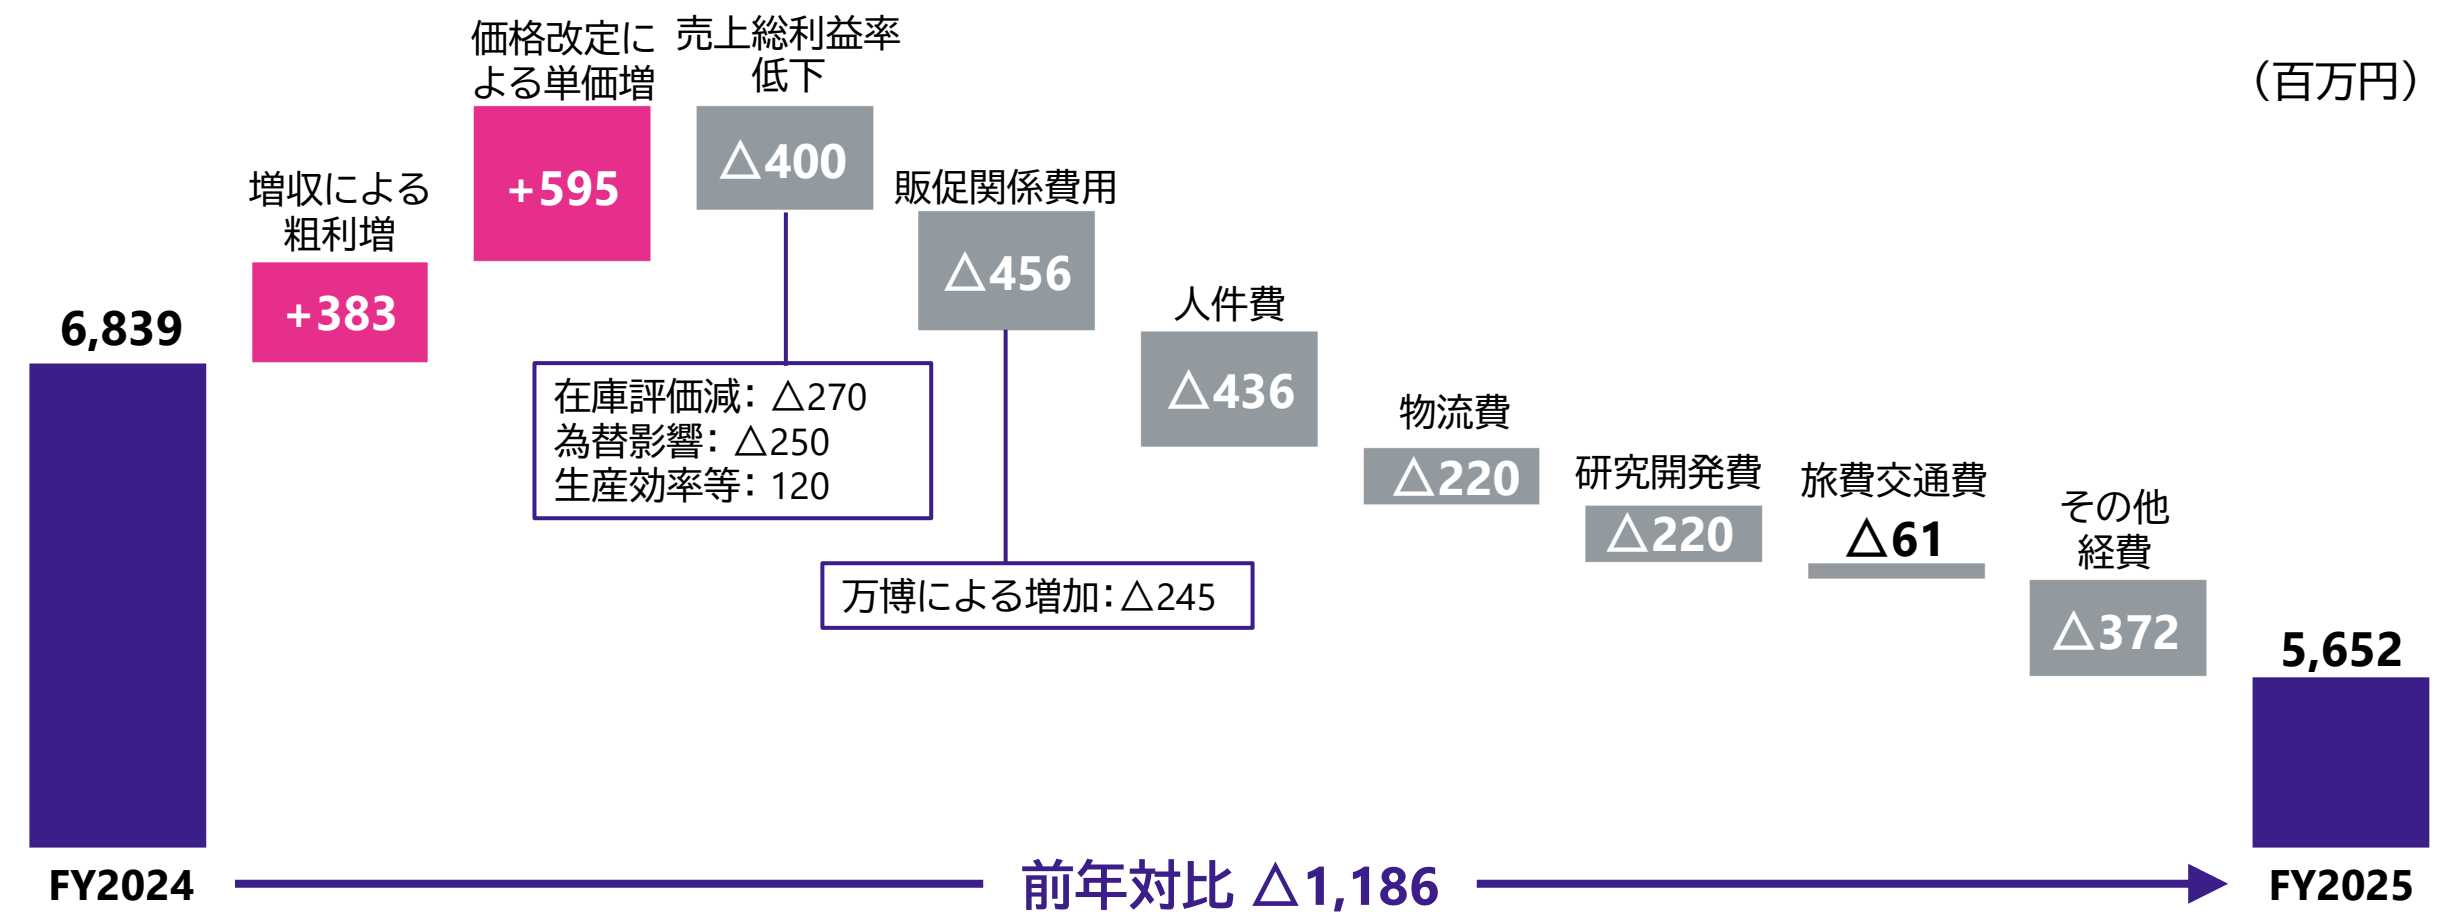 (百万円)
6,839
増収による
粗利増
+383
価格改定に
よる単価増
+595
売上総利益率
低下
△400
在庫評価減：△270
為替影響：△250
生産効率等：120
販促関係費用
△456
万博による増加：△245
人件費
△436
物流費
△220
研究開発費
△220
旅費交通費
△61
その他
経費
△372
5,652
FY2024
前年対比 △1,186
FY2025